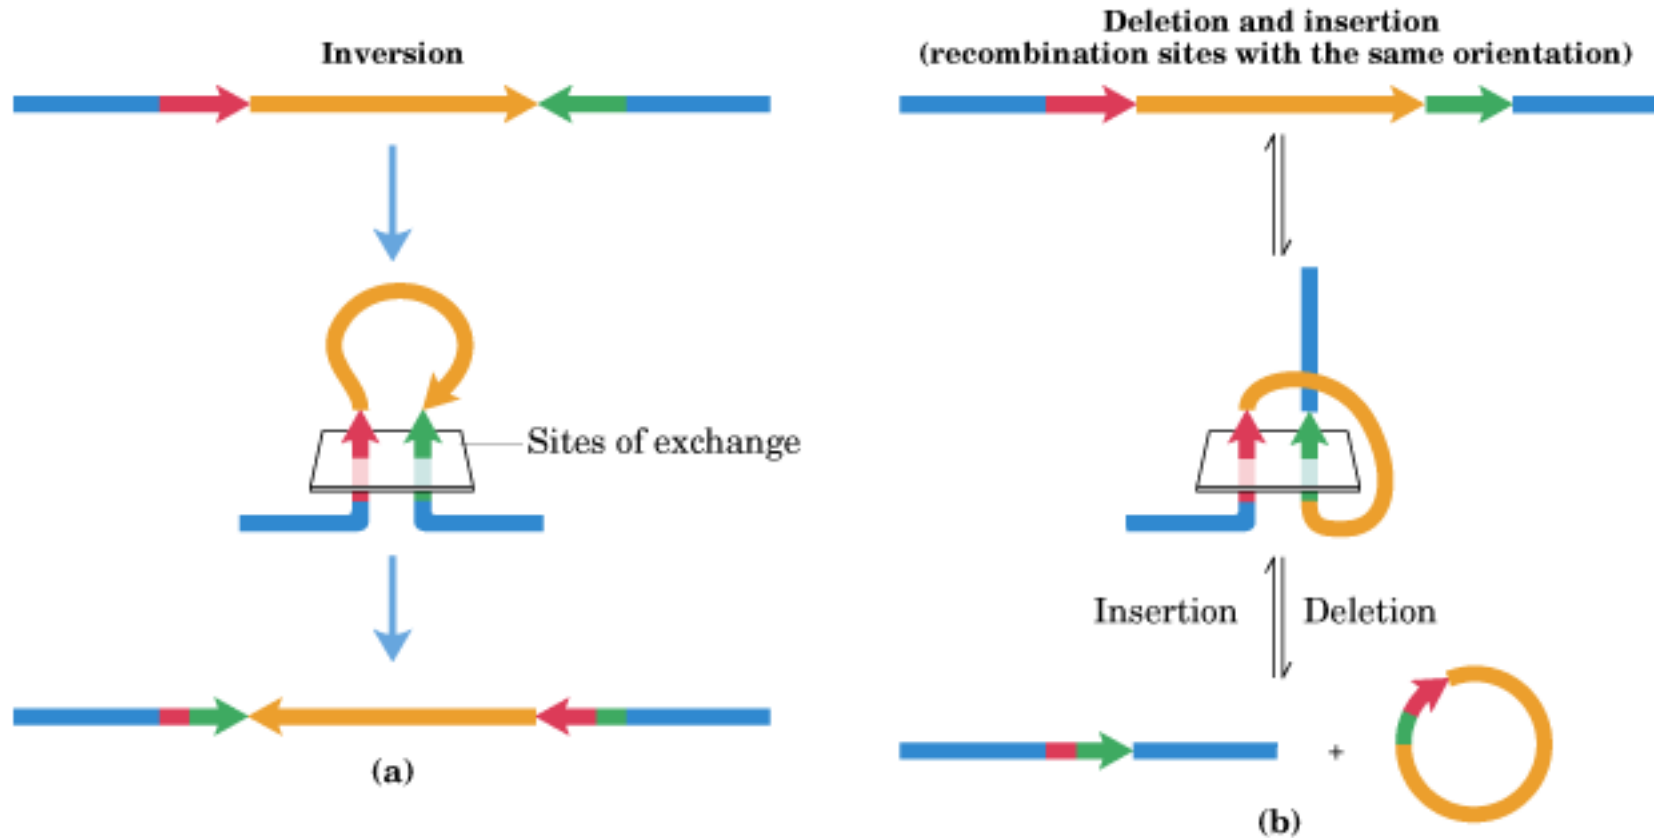 Inversion
Deletion and insertion
(recombination sites with the same orientation)
Sites of exchange
Insertion
Deletion
+
(a)
(b)